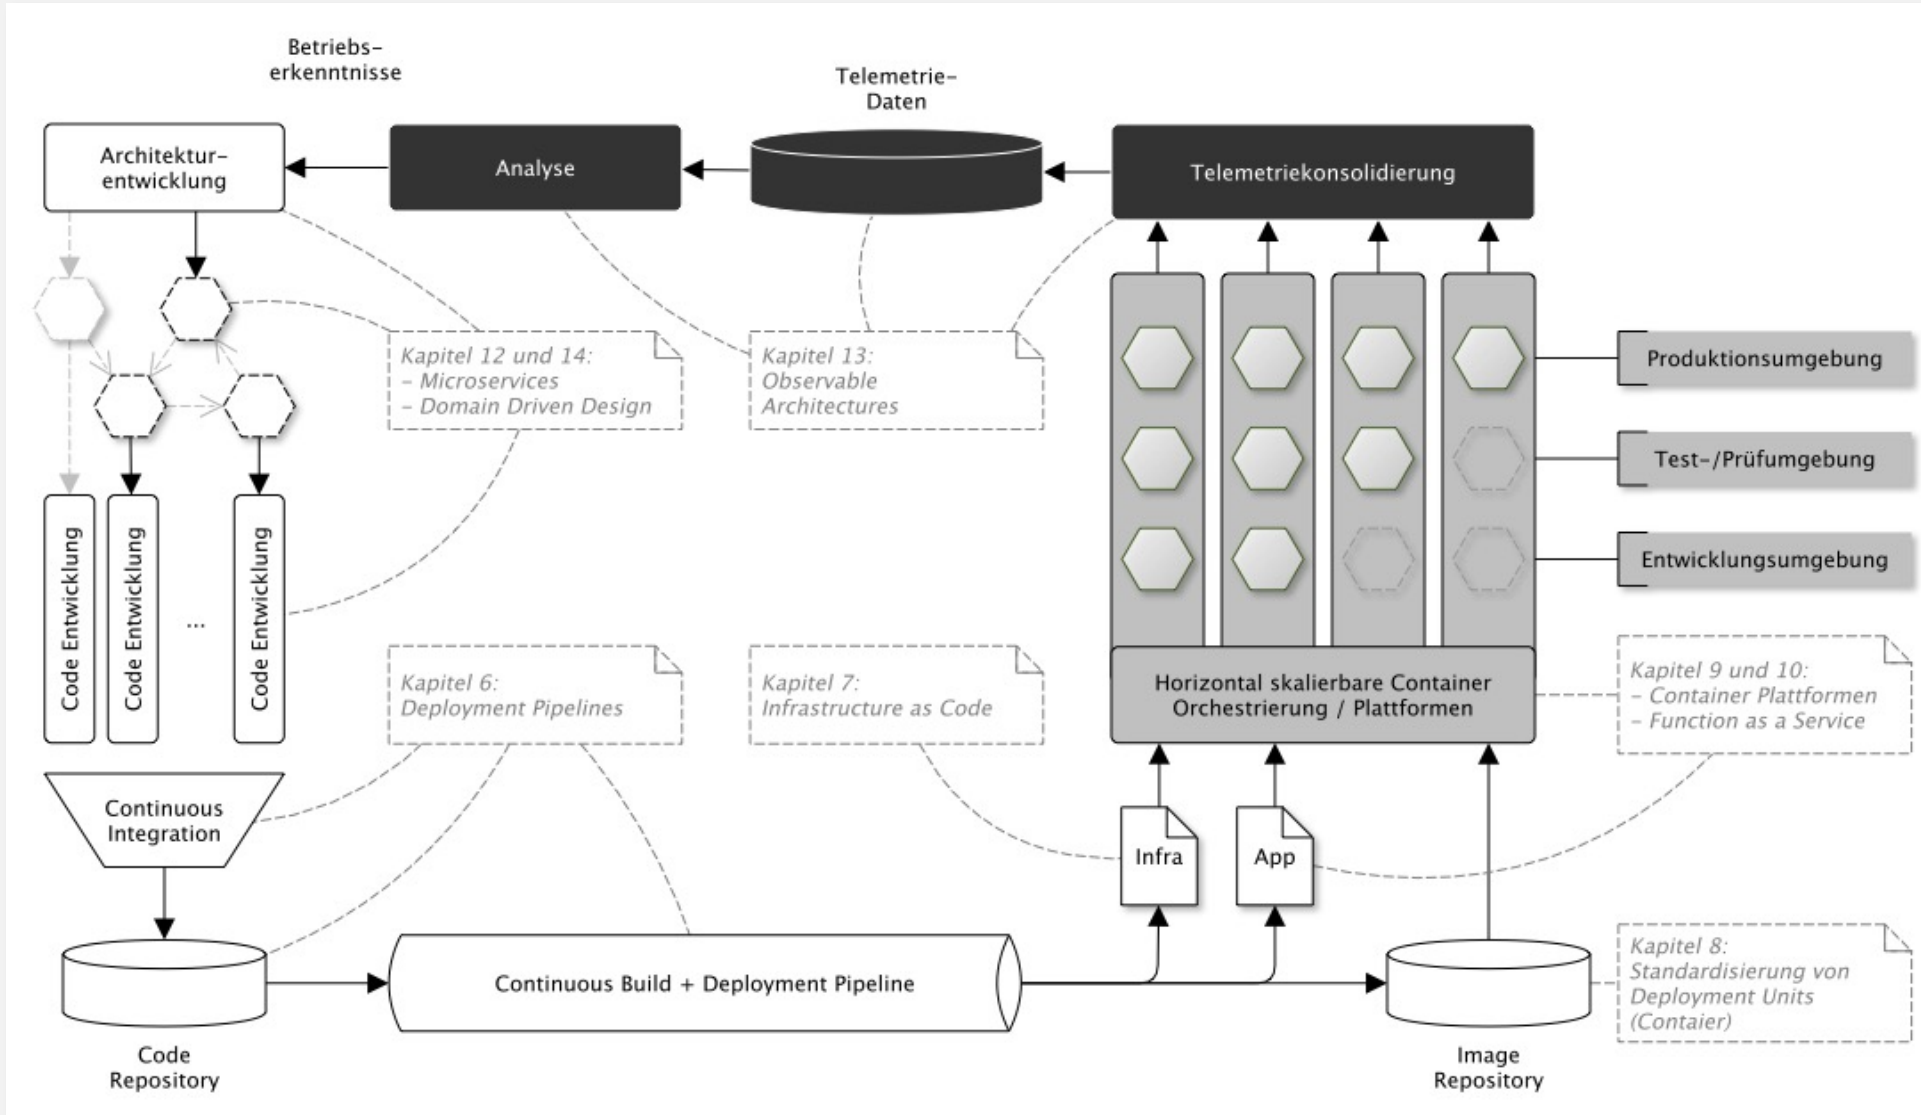 Betriebs-
erkenntnisse
Telemetrie-
Daten
Architektur-
entwicklung
Analyse
Telemetriekonsolidierung
Kapitel 12 und 14:
– Microservices
– Domain Driven Design
Kapitel 13:
Observable
Architectures
Produktionsumgebung
Test-/Prüfumgebung
Entwicklungsumgebung
Code Entwicklung
Code Entwicklung
...
Code Entwicklung
Kapitel 6:
Deployment Pipelines
Kapitel 7:
Infrastructure as Code
Horizontal skalierbare Container
Orchestrierung / Plattformen
Kapitel 9 und 10:
– Container Plattformen
– Function as a Service
Continuous
Integration
Infra
App
Continuous Build + Deployment Pipeline
Kapitel 8:
Standardisierung von
Deployment Units
(Contaier)
Code
Repository
Image
Repository